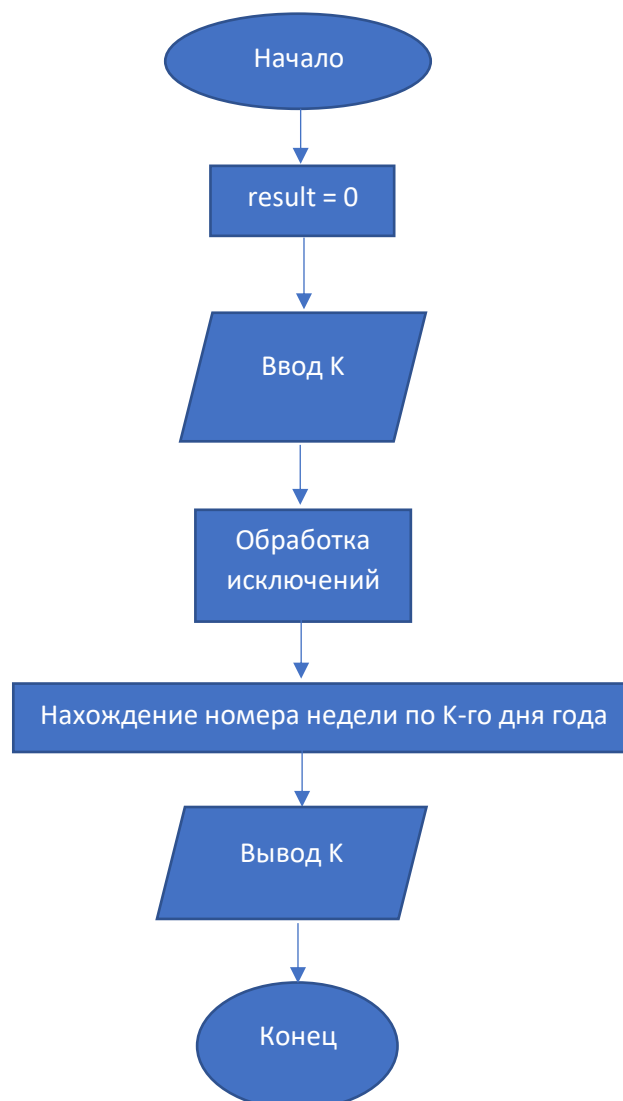 Начало
result = 0
Ввод K
Обработка
исключений
Нахождение номера недели по K-го дня года
Вывод K
Конец